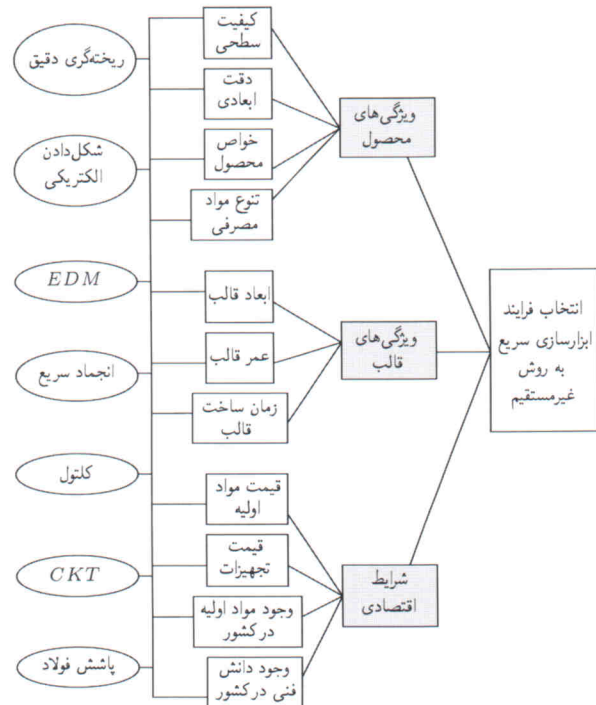 انتخاب فرایند
ابزارسازی سریع
به روش
غیرمستقیم
ویژگی‌های
محصول
ویژگی‌های
قالب
شرایط
اقتصادی
کیفیت
سطحی
دقت
ابعادی
خواص
محصول
تنوع مواد
مصرفی
ابعاد قالب
عمر قالب
زمان ساخت
قالب
قیمت مواد
اولیه
قیمت
تجهیزات
وجود مواد اولیه
درکشور
وجود دانش
فنی درکشور
ریخته‌گری دقیق
شکل‌دادن
الکتریکی
EDM
انجماد سریع
کلتول
CKT
پاشش فولاد